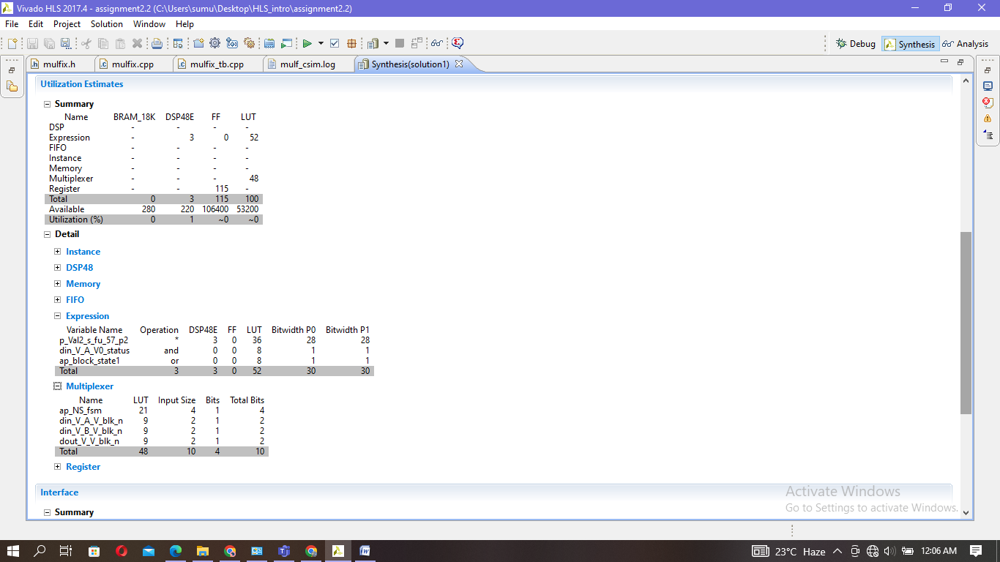 Vivado HLS 2017.4 - assignment2.2 (C:\Users\sumu\Desktop\HLS_intro\assignment2.2)
File Edit Project Solution Window Help
Debug Synthesis Analysis
mulfix.h mulfix.cpp mulfix_tb.cpp mulf_csim.log Synthesis(solution1)
Utilization Estimates
Summary
Name BRAM_18K DSP48E FF LUT
DSP - - - -
Expression - 3 0 52
FIFO - - - -
Instance - - - -
Memory - - - -
Multiplexer - - - 48
Register - - 115 -
Total 0 3 115 100
Available 280 220 106400 53200
Utilization (%) 0 1 ~0 ~0
Detail
Instance
DSP48
Memory
FIFO
Expression
Variable Name Operation DSP48E FF LUT Bitwidth P0 Bitwidth P1
p_Val2_s_fu_57_p2 * 3 0 36 28 28
din_V_A_V0_status and 0 0 8 1 1
ap_block_state1 or 0 0 8 1 1
Total 3 3 0 52 30 30
Multiplexer
Name LUT Input Size Bits Total Bits
ap_NS_fsm 21 4 1 4
din_V_A_V_blk_n 9 2 1 2
din_V_B_V_blk_n 9 2 1 2
dout_V_V_blk_n 9 2 1 2
Total 48 10 4 10
Register
Interface
Summary
Activate Windows
Go to Settings to activate Windows.
23°C Haze 12:06 AM